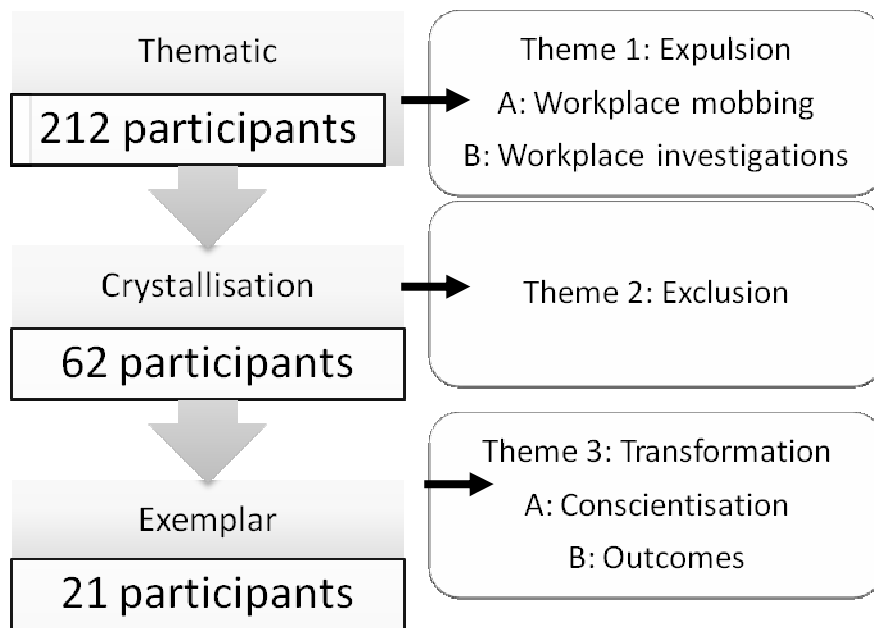 Thematic
212 participants
Theme 1: Expulsion
A: Workplace mobbing
B: Workplace investigations
Crystallisation
62 participants
Theme 2: Exclusion
Exemplar
21 participants
Theme 3: Transformation
A: Conscientisation
B: Outcomes